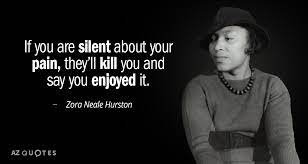 If you are silent about your
pain, they'll kill you and
say you enjoyed it.
– Zora Neale Hurston
AZ QUOTES